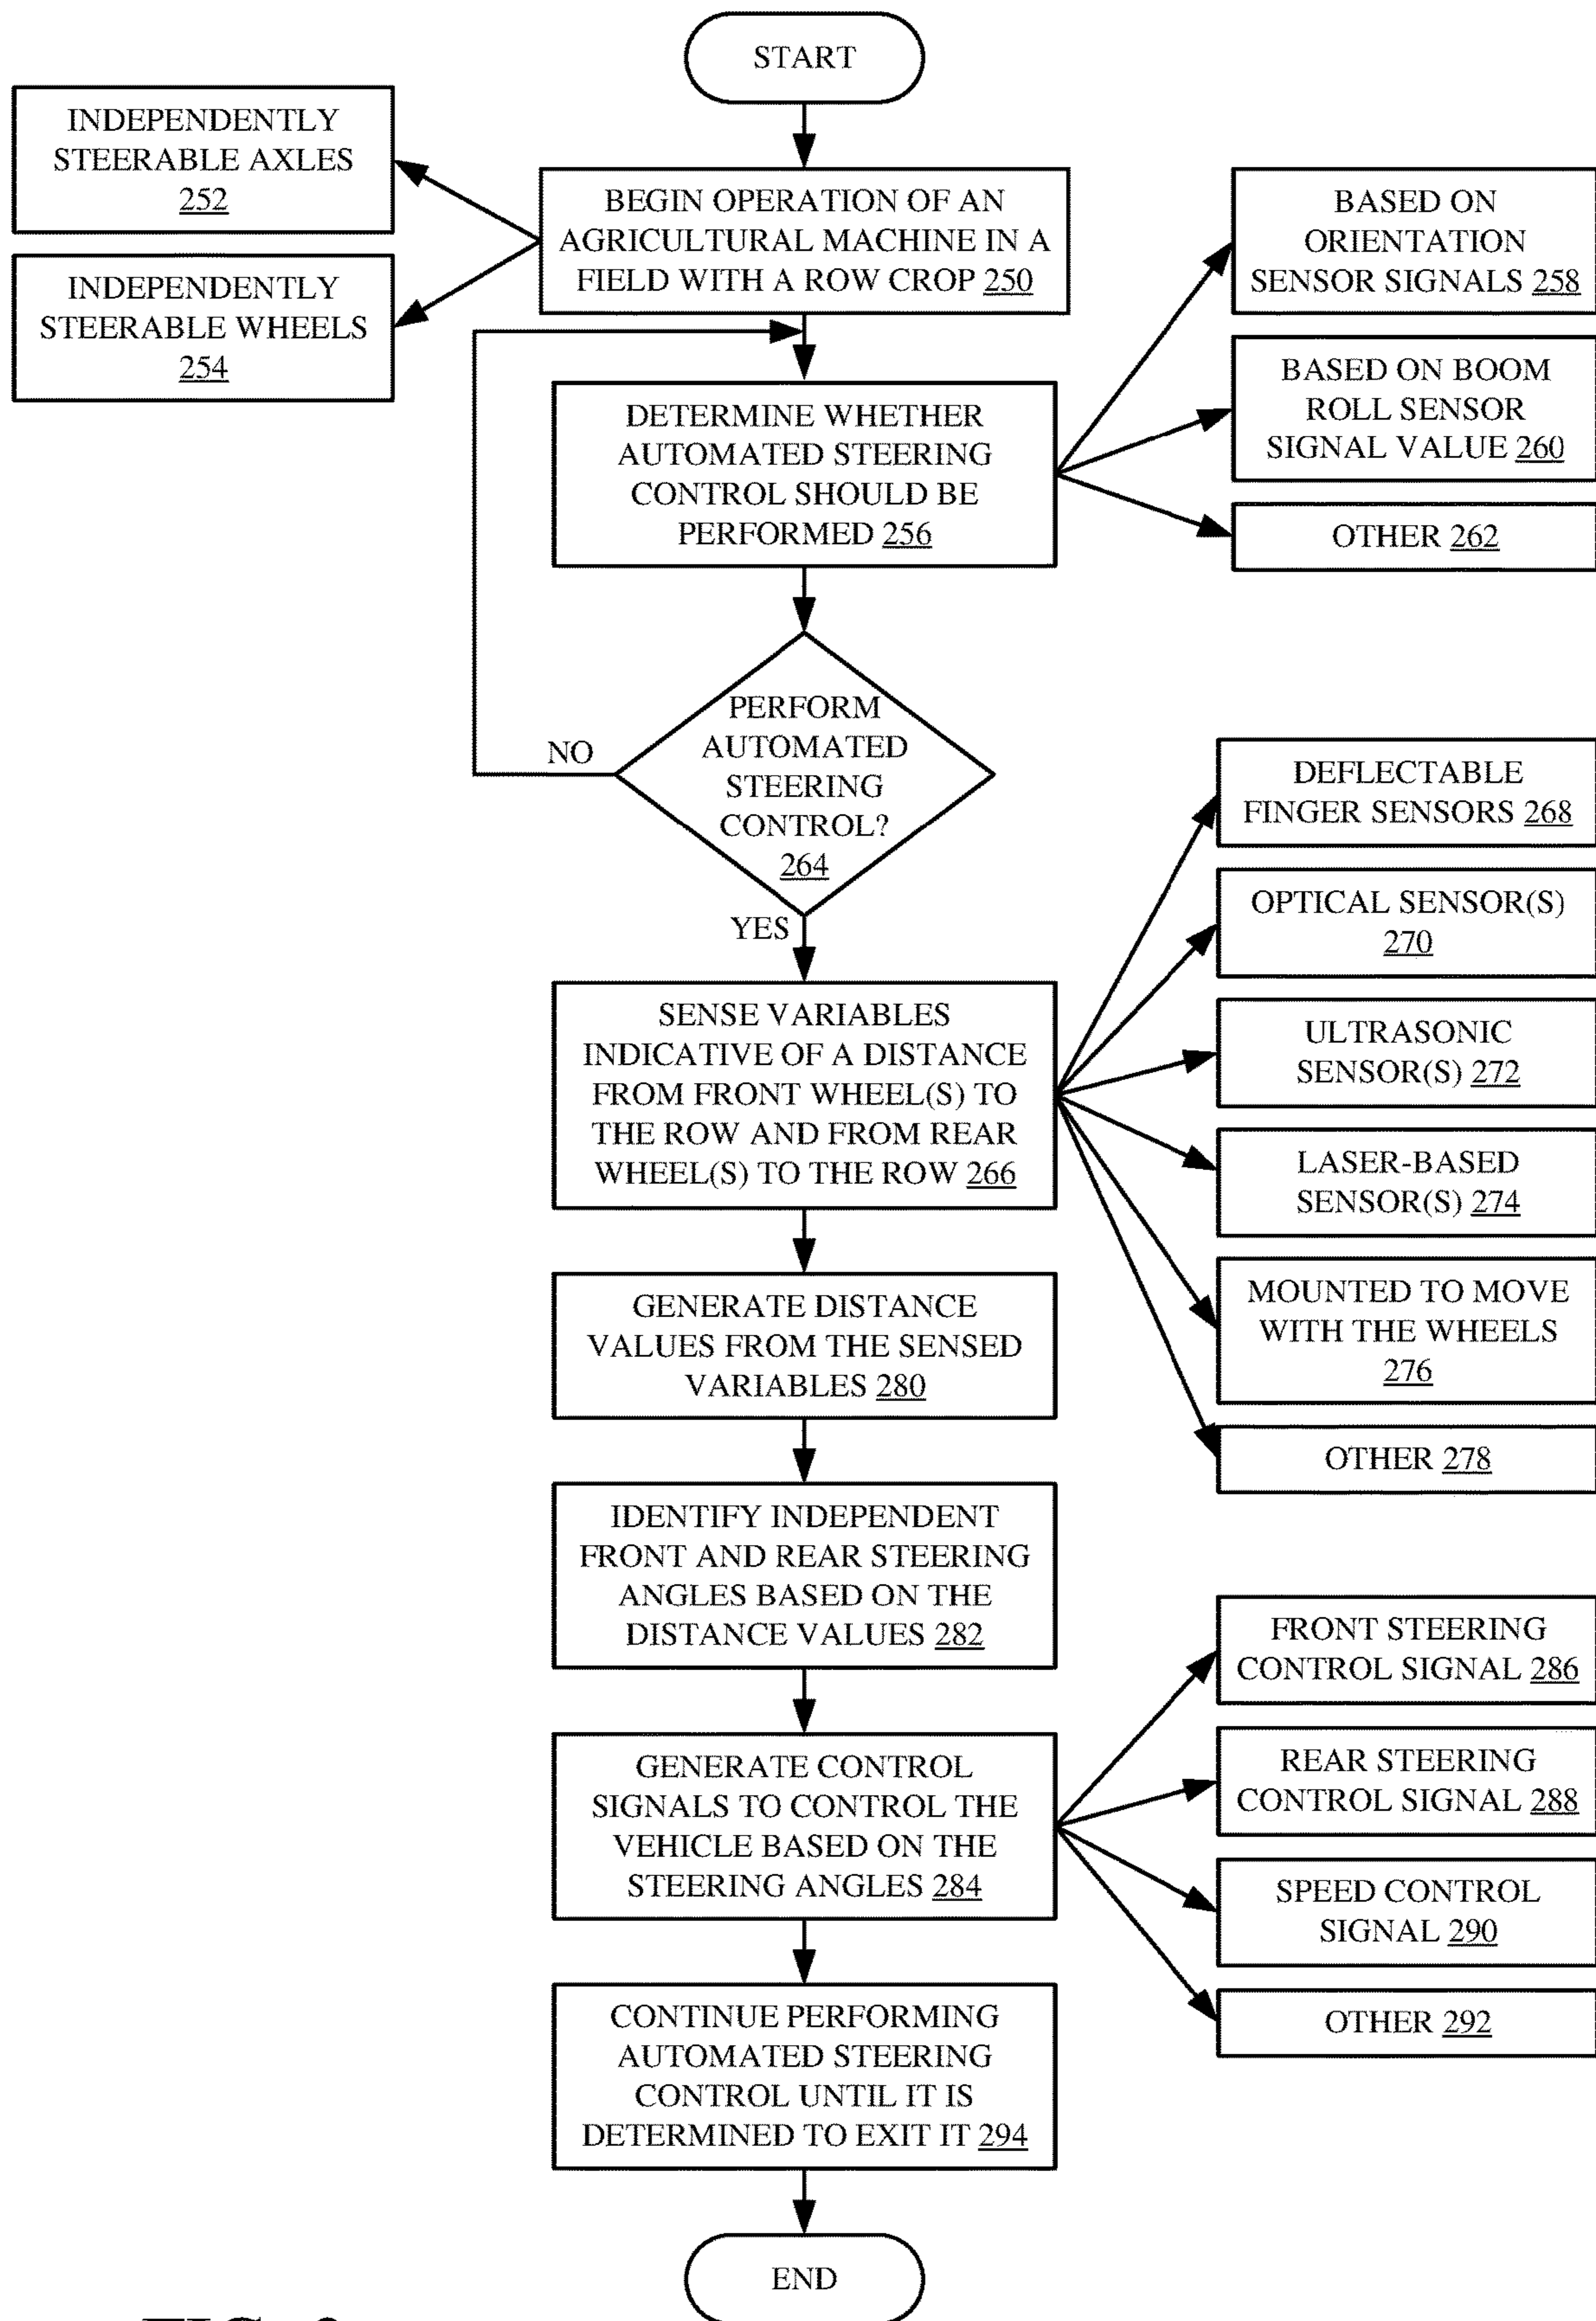 START
INDEPENDENTLY
STEERABLE AXLES
252
INDEPENDENTLY
STEERABLE WHEELS
254
BEGIN OPERATION OF AN
AGRICULTURAL MACHINE IN A
FIELD WITH A ROW CROP 250
BASED ON
ORIENTATION
SENSOR SIGNALS 258
BASED ON BOOM
ROLL SENSOR
SIGNAL VALUE 260
OTHER 262
DETERMINE WHETHER
AUTOMATED STEERING
CONTROL SHOULD BE
PERFORMED 256
PERFORM
AUTOMATED
STEERING
CONTROL?
264
NO
YES
SENSE VARIABLES
INDICATIVE OF A DISTANCE
FROM FRONT WHEEL(S) TO
THE ROW AND FROM REAR
WHEEL(S) TO THE ROW 266
DEFLECTABLE
FINGER SENSORS 268
OPTICAL SENSOR(S)
270
ULTRASONIC
SENSOR(S) 272
LASER-BASED
SENSOR(S) 274
MOUNTED TO MOVE
WITH THE WHEELS
276
OTHER 278
GENERATE DISTANCE
VALUES FROM THE SENSED
VARIABLES 280
IDENTIFY INDEPENDENT
FRONT AND REAR STEERING
ANGLES BASED ON THE
DISTANCE VALUES 282
GENERATE CONTROL
SIGNALS TO CONTROL THE
VEHICLE BASED ON THE
STEERING ANGLES 284
FRONT STEERING
CONTROL SIGNAL 286
REAR STEERING
CONTROL SIGNAL 288
SPEED CONTROL
SIGNAL 290
OTHER 292
CONTINUE PERFORMING
AUTOMATED STEERING
CONTROL UNTIL IT IS
DETERMINED TO EXIT IT 294
END